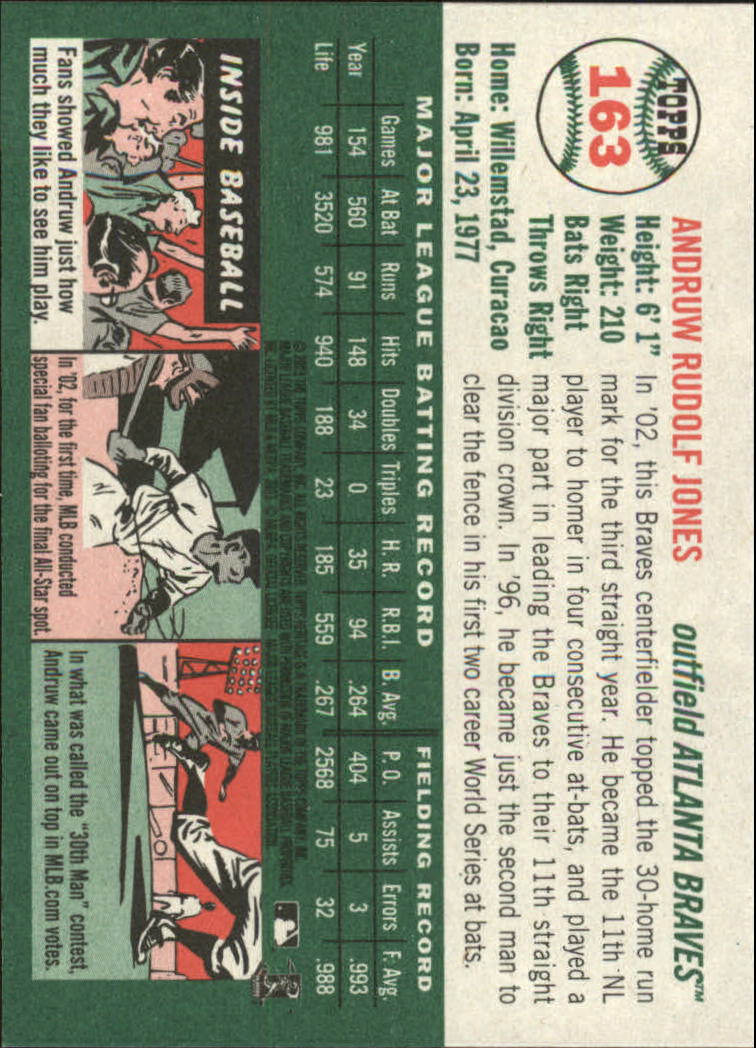 TOPPS
163
ANDRUW RUDOLF JONES outfield ATLANTA BRAVES™
Height: 6'1"
Weight: 210
Bats Right
Throws Right
Home: Willemstad, Curacao
Born: April 23, 1977
In '02, this Braves centerfielder topped the 30-home run
mark for the third straight year. He became the 11th NL
player to homer in four consecutive at-bats, and played a
major part in leading the Braves to their 11th straight
division crown. In '96, he became just the second man to
clear the fence in his first two career World Series at bats.
MAJOR LEAGUE BATTING RECORD FIELDING RECORD
Year Games At Bat Runs Hits Doubles Triples H. R. R.B.I. B. Avg. P. O. Assists Errors F. Avg.
154 560 91 148 34 0 35 94 .264 404 5 3 .993
Life 981 3520 574 940 188 23 185 559 .267 2568 75 32 .988
INSIDE BASEBALL
Fans showed Andruw just how
much they like to see him play.
In '02, for the first time, MLB conducted
special fan balloting for the final All-Star spot.
In what was called the "30th Man" contest,
Andruw came out on top in MLB.com votes.